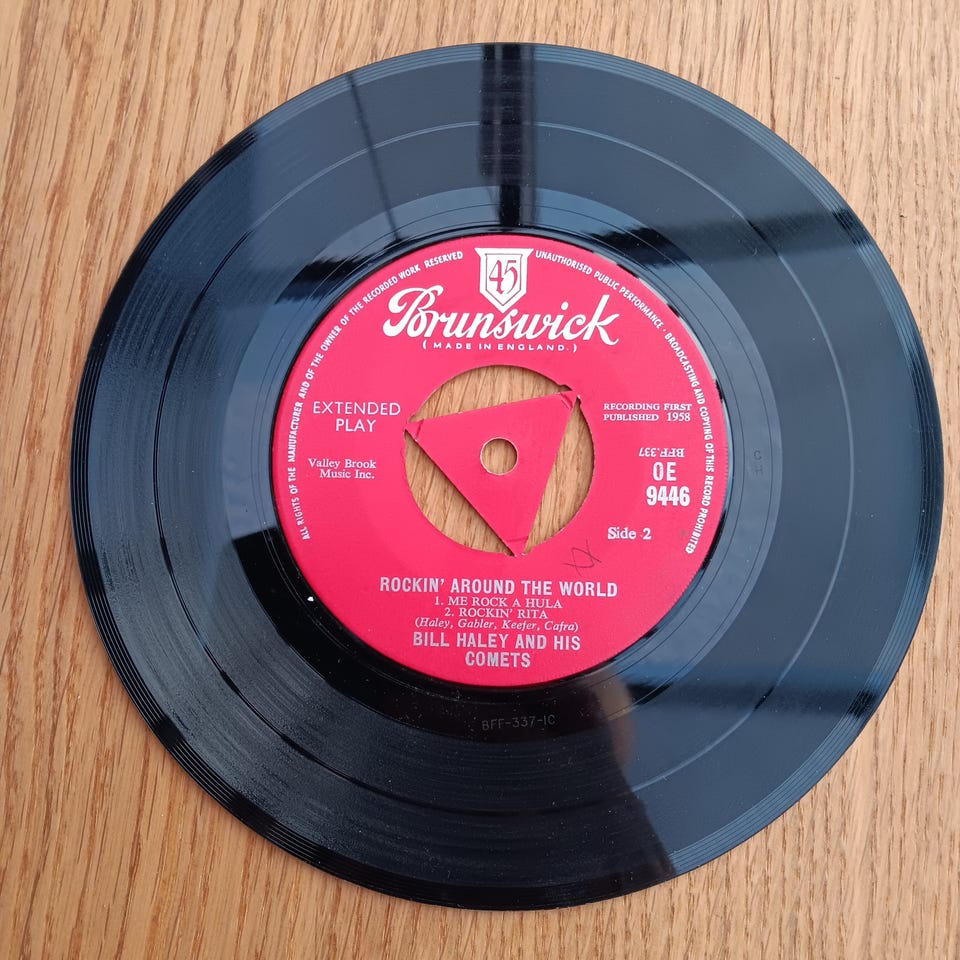 ALL RIGHTS OF THE MANUFACTURER AND OF THE OWNER OF THE RECORDED WORK RESERVED
UNAUTHORISED PUBLIC PERFORMANCE · BROADCASTING AND COPYING OF THIS RECORD PROHIBITED
45
Brunswick
(MADE IN ENGLAND.)
EXTENDED
PLAY
RECORDING FIRST
PUBLISHED 1958
Valley Brook
Music Inc.
BFF.337
OE
9446
Side 2
ROCKIN' AROUND THE WORLD
1. ME ROCK A HULA
2. ROCKIN' RITA
(Haley, Gabler, Keefer, Cafra)
BILL HALEY AND HIS
COMETS
BFF-337-1C
CH